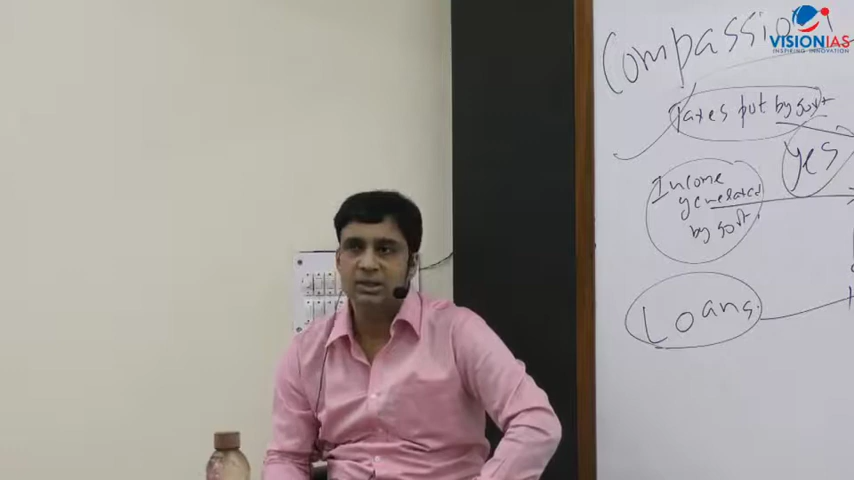 Compassion
VISIONIAS
INSPIRING INNOVATION
Taxes put by govt
Yes
Income
generated
by govt
Loans